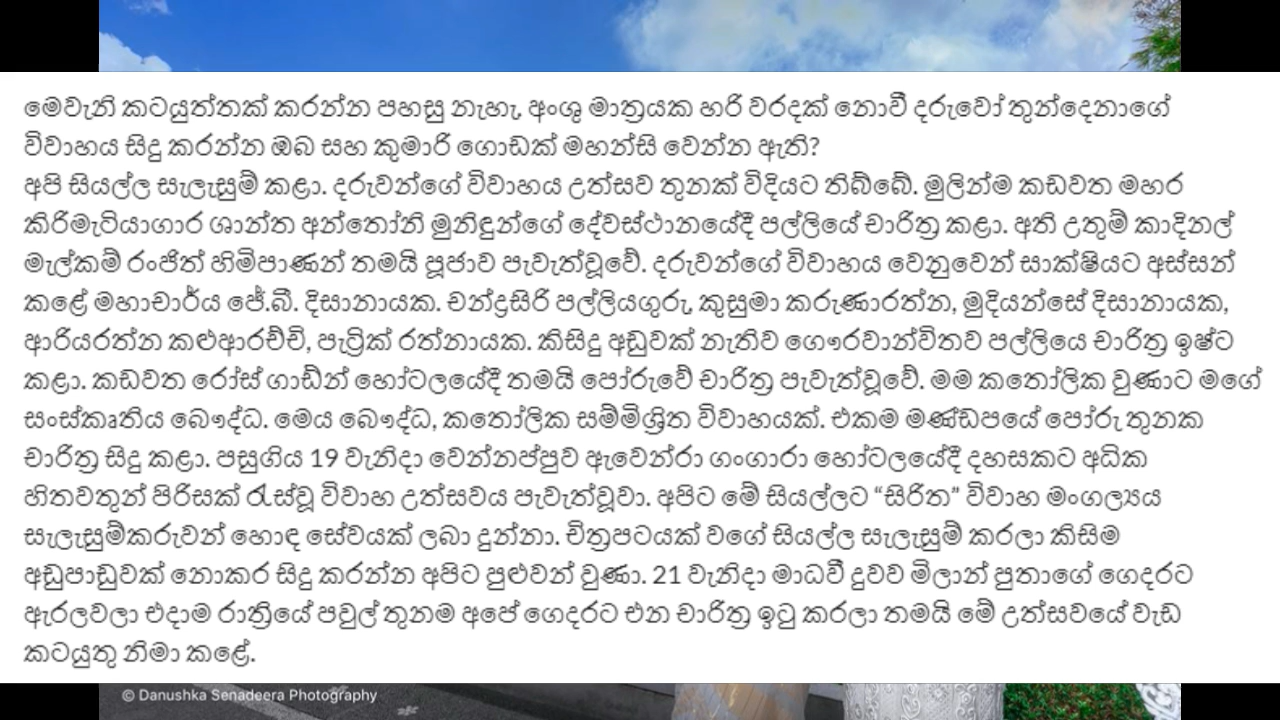 මෙවැනි කටයුත්තක් කරන්න පහසු නැහැ, අංශු මාත්‍රයක හරි වරදක් නොවී දරුවෝ තුන්දෙනාගේ
විවාහය සිදු කරන්න ඔබ සහ කුමාරි ගොඩක් මහන්සි වෙන්න ඇති?
අපි සියල්ල සැලැසුම් කළා. දරුවන්ගේ විවාහය උත්සව තුනක් විදියට තිබ්බේ. මුලින්ම කඩවත මහර
කිරිමැටියාගාර ශාන්ත අන්තෝනි මුනිඳුන්ගේ දේවස්ථානයේදී පල්ලියේ චාරිත්‍ර කළා. අති උතුම් කාදිනල්
මැල්කම් රංජිත් හිමිපාණන් තමයි පූජාව පැවැත්වූවේ. දරුවන්ගේ විවාහය වෙනුවෙන් සාක්ෂියට අස්සන්
කළේ මහාචාර්ය ජේ.බී. දිසානායක. චන්ද්‍රසිරි පල්ලියගුරු, කුසුමා කරුණාරත්න, මුදියන්සේ දිසානායක,
ආරියරත්න කළුආරච්චි, පැට්‍රික් රත්නායක. කිසිදු අඩුවක් නැතිව ගෞරවාන්විතව පල්ලියෙ චාරිත්‍ර ඉෂ්ට
කළා. කඩවත රෝස් ගාඩ්න් හෝටලයේදී තමයි පෝරුවේ චාරිත්‍ර පැවැත්වූවේ. මම කතෝලික වුණාට මගේ
සංස්කෘතිය බෞද්ධ. මෙය බෞද්ධ, කතෝලික සම්මිශ්‍රිත විවාහයක්. එකම මණ්ඩපයේ පෝරු තුනක
චාරිත්‍ර සිදු කළා. පසුගිය 19 වැනිදා වෙන්නප්පුව ඇවෙන්රා ගංගාරා හෝටලයේදී දහසකට අධික
හිතවතුන් පිරිසක් රැස්වූ විවාහ උත්සවය පැවැත්වූවා. අපිට මේ සියල්ලට “සිරිත” විවාහ මංගල්‍යය
සැලැසුම්කරුවන් හොඳ සේවයක් ලබා දුන්නා. චිත්‍රපටයක් වගේ සියල්ල සැලැසුම් කරලා කිසිම
අඩුපාඩුවක් නොකර සිදු කරන්න අපිට පුළුවන් වුණා. 21 වැනිදා මාධවී දුවව මිලාන් පුතාගේ ගෙදරට
ඇරලවලා එදාම රාත්‍රියේ පවුල් තුනම අපේ ගෙදරට එන චාරිත්‍ර ඉටු කරලා තමයි මේ උත්සවයේ වැඩ
කටයුතු නිමා කළේ.
© Danushka Senadeera Photography